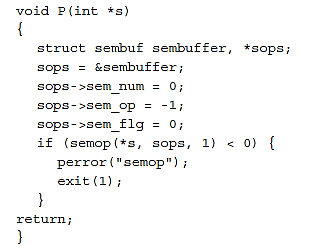 void P(int *s)
{
struct sembuf sembuffer, *sops;
sops = &sembuffer;
sops->sem_num = 0;
sops->sem_op = -1;
sops->sem_flg = 0;
if (semop(*s, sops, 1) < 0) {
perror("semop");
exit(1);
}
return;
}